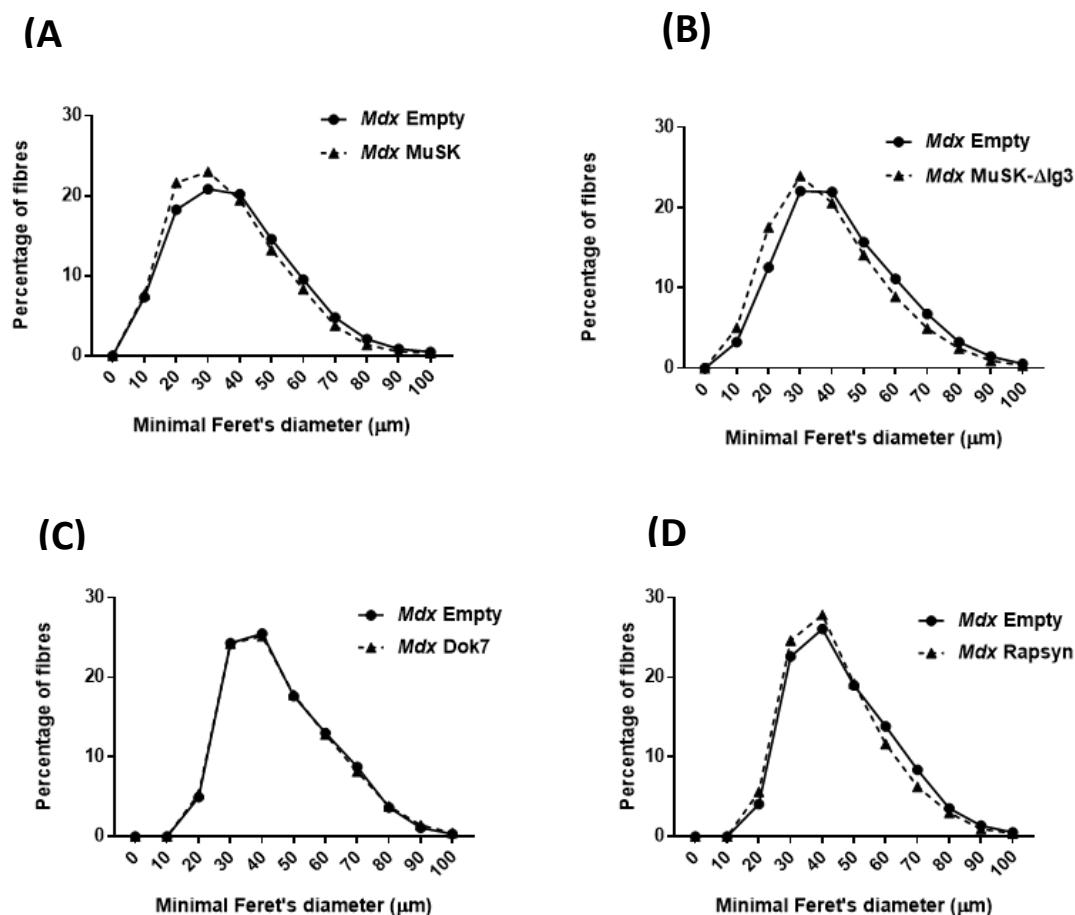 (A)
30
20
10
0
Percentage of fibres
Mdx Empty
Mdx MuSK
0 10 20 30 40 50 60 70 80 90 100
Minimal Feret's diameter (μm)
(B)
30
20
10
0
Percentage of fibres
Mdx Empty
Mdx MuSK-ΔIg3
0 10 20 30 40 50 60 70 80 90 100
Minimal Feret's diameter (μm)
(C)
30
20
10
0
Percentage of fibres
Mdx Empty
Mdx Dok7
0 10 20 30 40 50 60 70 80 90 100
Minimal Feret's diameter (μm)
(D
30
20
10
0
Percentage of fibres
Mdx Empty
Mdx Rapsyn
0 10 20 30 40 50 60 70 80 90 100
Minimal Feret's diameter (μm)